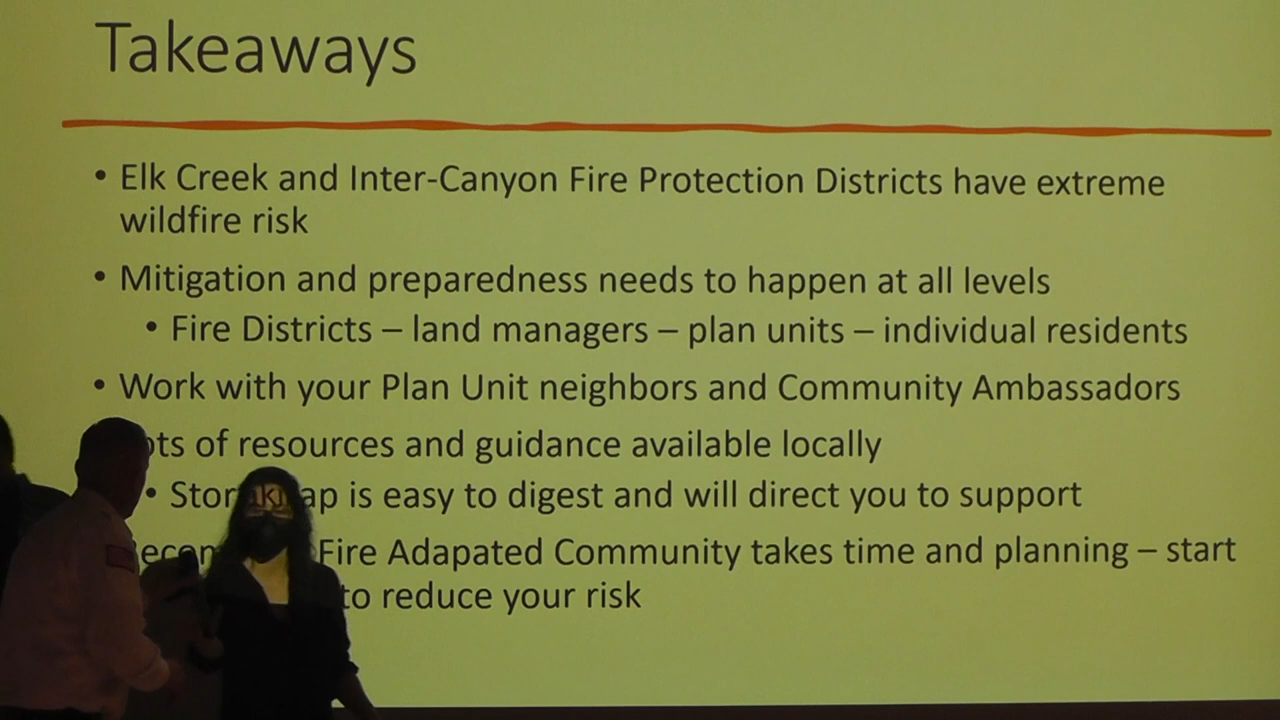 Takeaways
• Elk Creek and Inter-Canyon Fire Protection Districts have extreme
wildfire risk
• Mitigation and preparedness needs to happen at all levels
• Fire Districts – land managers – plan units – individual residents
• Work with your Plan Unit neighbors and Community Ambassadors
of resources and guidance available locally
• is easy to digest and will direct you to support
Fire Adapated Community takes time and planning – start
to reduce your risk